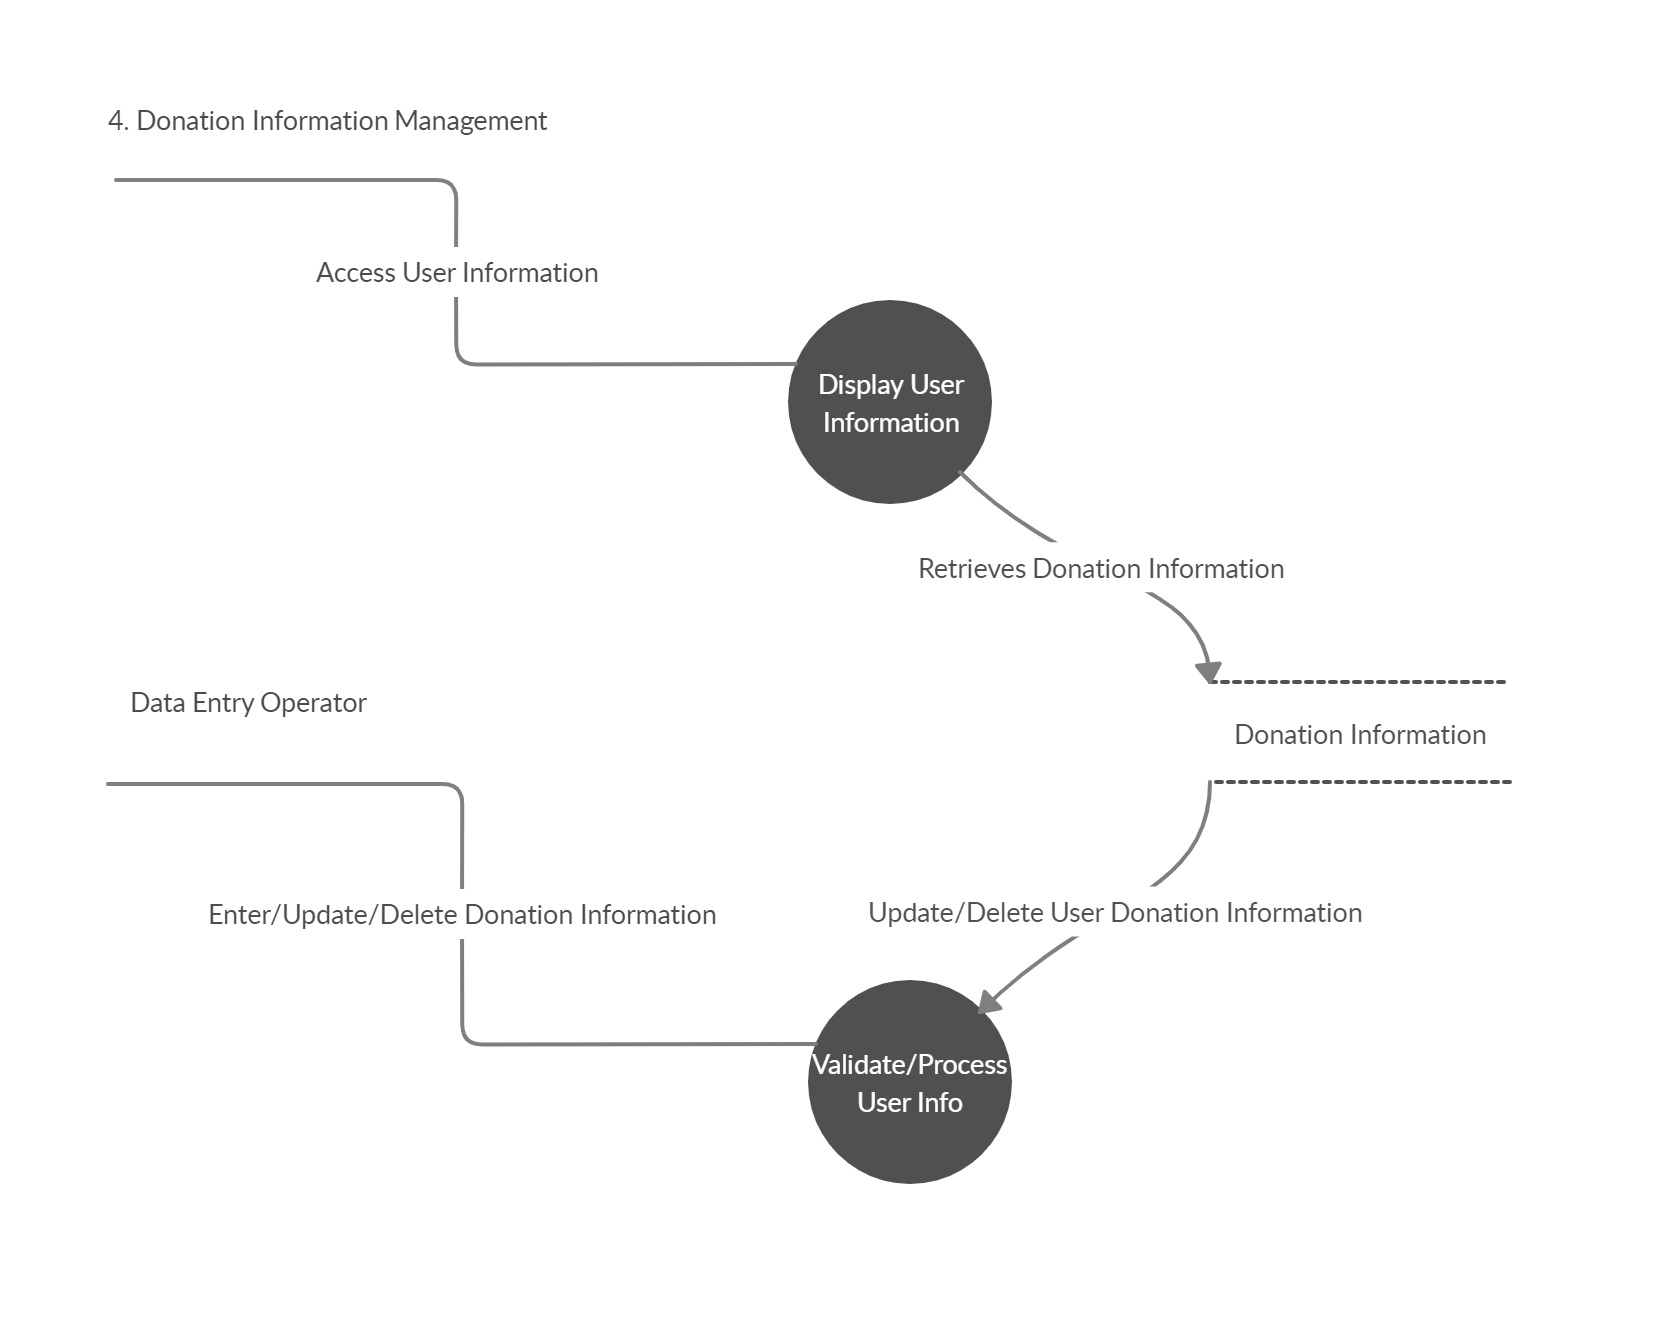 4. Donation Information Management
Access User Information
Display User
Information
Retrieves Donation Information
Data Entry Operator
Donation Information
Enter/Update/Delete Donation Information
Update/Delete User Donation Information
Validate/Process
User Info